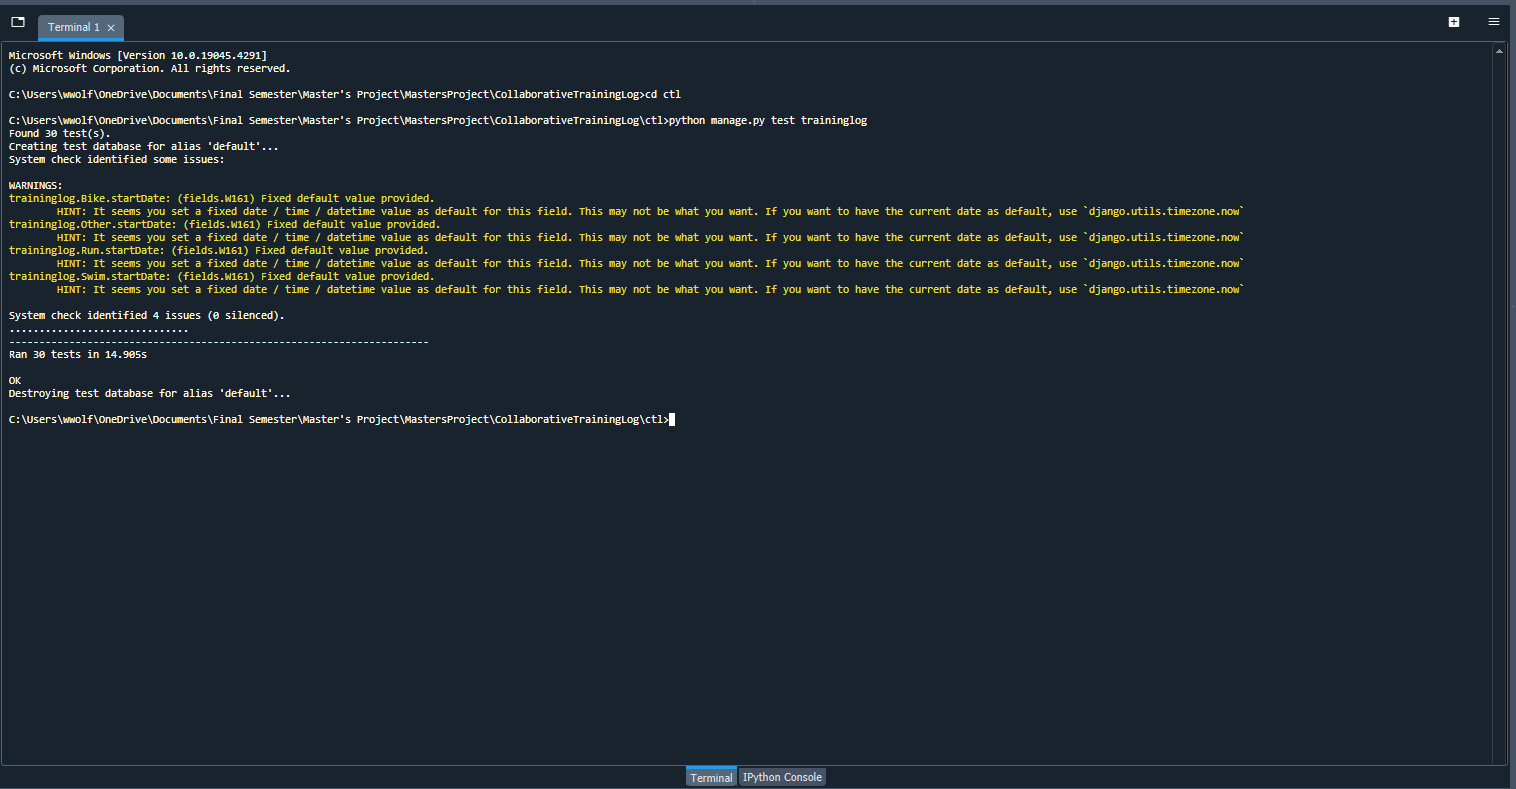 Terminal 1
Microsoft Windows [Version 10.0.19045.4291]
(c) Microsoft Corporation. All rights reserved.
C:\Users\wwolf\OneDrive\Documents\Final Semester\Master's Project\MastersProject\CollaborativeTrainingLog>cd ctl
C:\Users\wwolf\OneDrive\Documents\Final Semester\Master's Project\MastersProject\CollaborativeTrainingLog\ctl>python manage.py test traininglog
Found 30 test(s).
Creating test database for alias 'default'...
System check identified some issues:
WARNINGS:
traininglog.Bike.startDate: (fields.W161) Fixed default value provided.
HINT: It seems you set a fixed date / time / datetime value as default for this field. This may not be what you want. If you want to have the current date as default, use `django.utils.timezone.now`
traininglog.Other.startDate: (fields.W161) Fixed default value provided.
HINT: It seems you set a fixed date / time / datetime value as default for this field. This may not be what you want. If you want to have the current date as default, use `django.utils.timezone.now`
traininglog.Run.startDate: (fields.W161) Fixed default value provided.
HINT: It seems you set a fixed date / time / datetime value as default for this field. This may not be what you want. If you want to have the current date as default, use `django.utils.timezone.now`
traininglog.Swim.startDate: (fields.W161) Fixed default value provided.
HINT: It seems you set a fixed date / time / datetime value as default for this field. This may not be what you want. If you want to have the current date as default, use `django.utils.timezone.now`
System check identified 4 issues (0 silenced).
..............................
----------------------------------------------------------------------
Ran 30 tests in 14.905s
OK
Destroying test database for alias 'default'...
C:\Users\wwolf\OneDrive\Documents\Final Semester\Master's Project\MastersProject\CollaborativeTrainingLog\ctl>
Terminal IPython Console